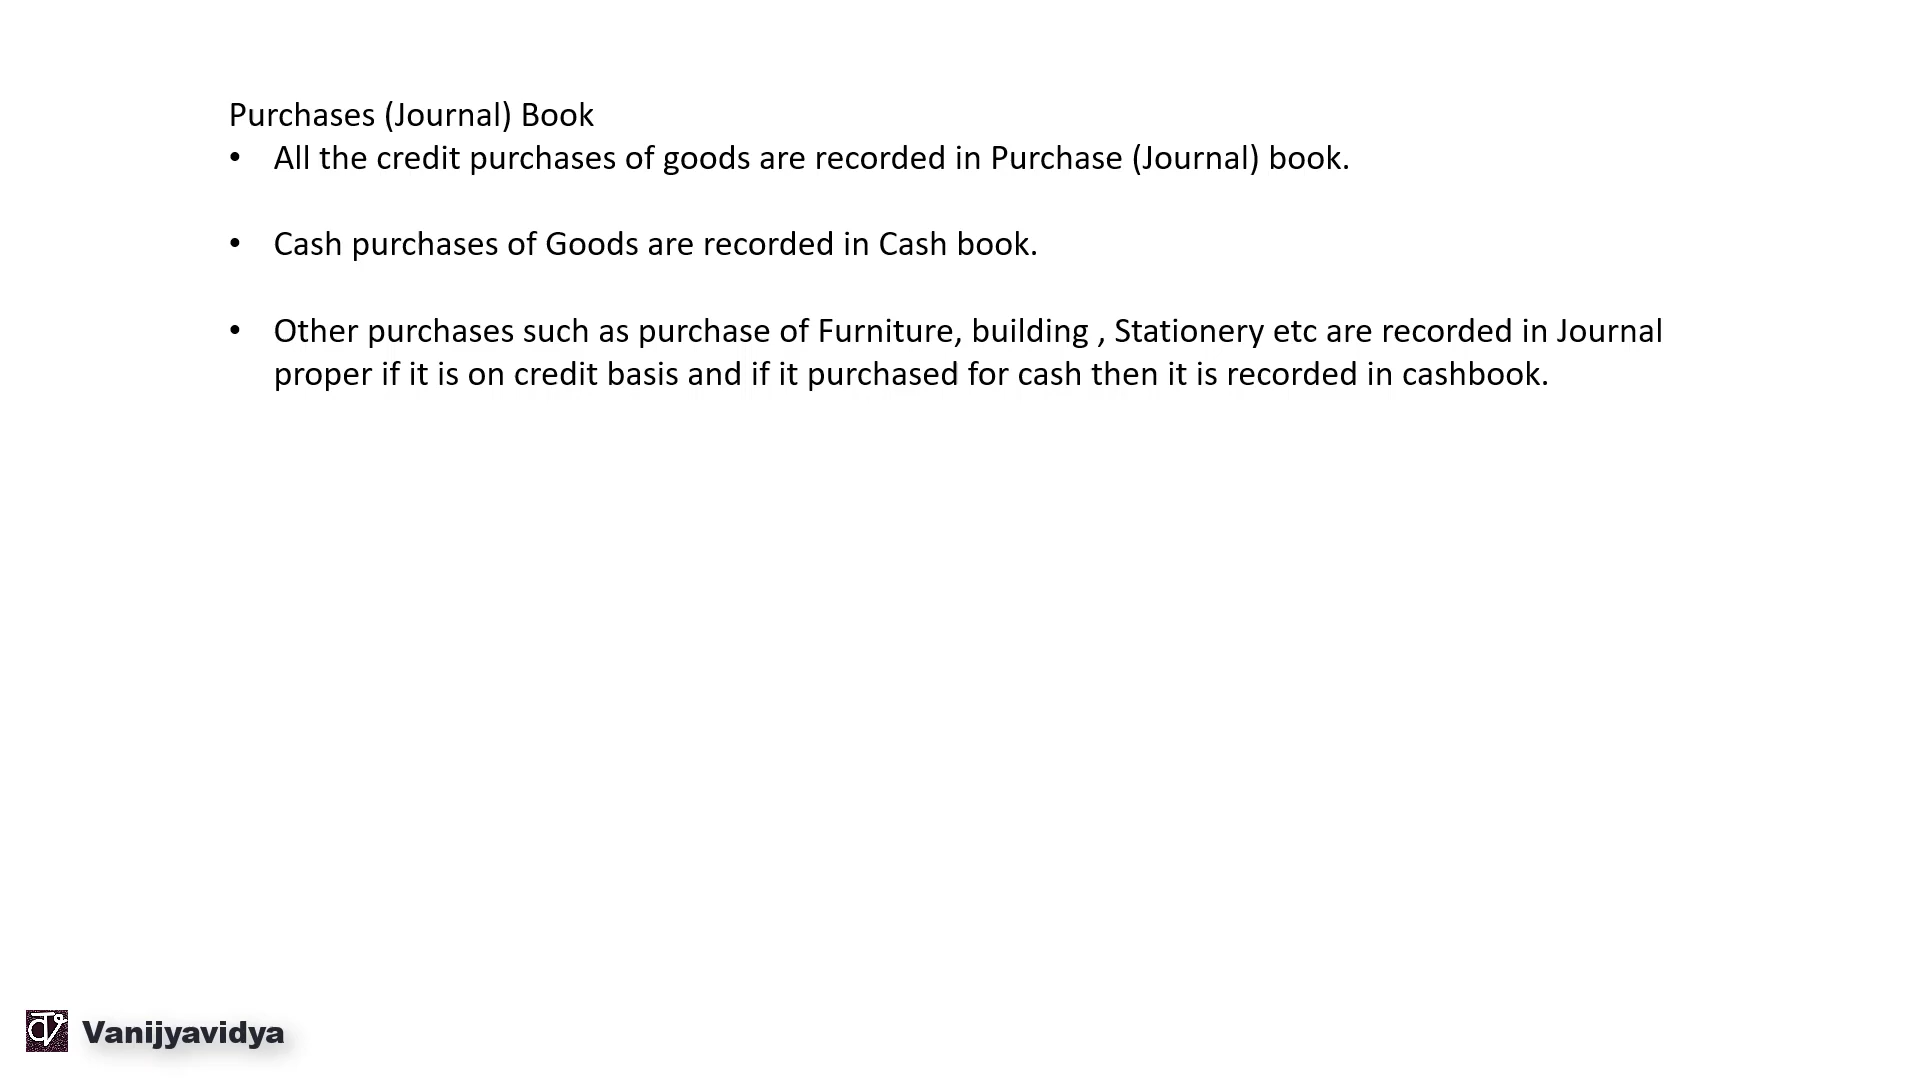 Purchases (Journal) Book
• All the credit purchases of goods are recorded in Purchase (Journal) book.
• Cash purchases of Goods are recorded in Cash book.
• Other purchases such as purchase of Furniture, building , Stationery etc are recorded in Journal
proper if it is on credit basis and if it purchased for cash then it is recorded in cashbook.
Vanijyavidya